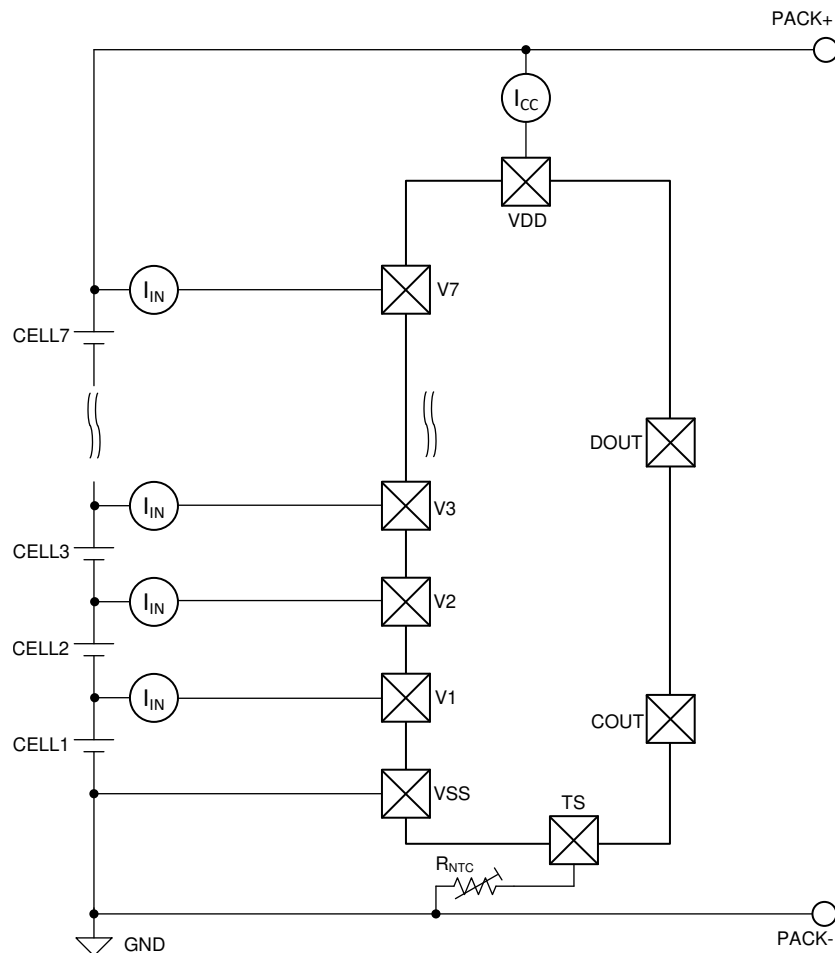 PACK+
ICC
VDD
IIN
V7
CELL7
DOUT
IIN
V3
CELL3
IIN
V2
CELL2
IIN
V1
COUT
CELL1
VSS
TS
RNTC
GND
PACK-